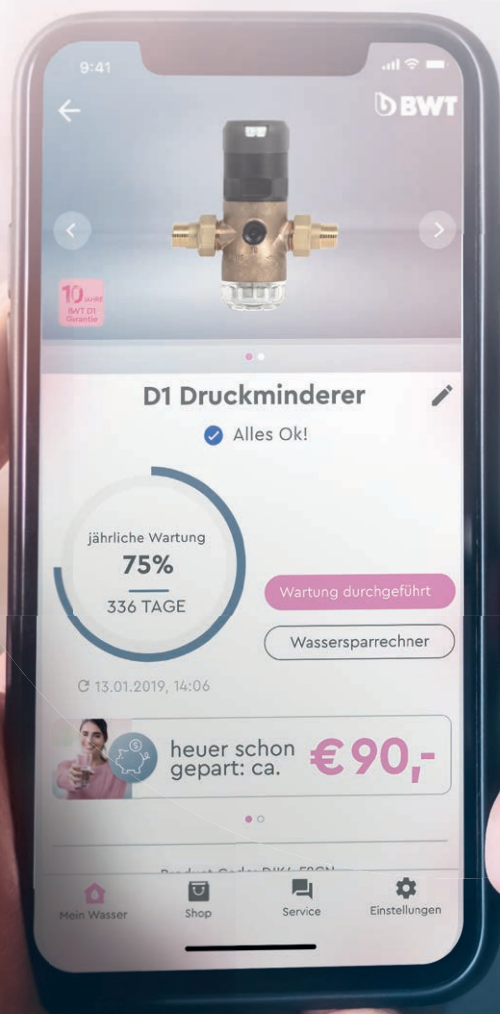 9:41
BWT
10 JAHRE
BWT D1
Garantie
D1 Druckminderer
Alles Ok!
jährliche Wartung
75%
336 TAGE
Wartung durchgeführt
Wassersparrechner
13.01.2019, 14:06
heuer schon
gepart: ca.
€90,-
Mein Wasser
Shop
Service
Einstellungen